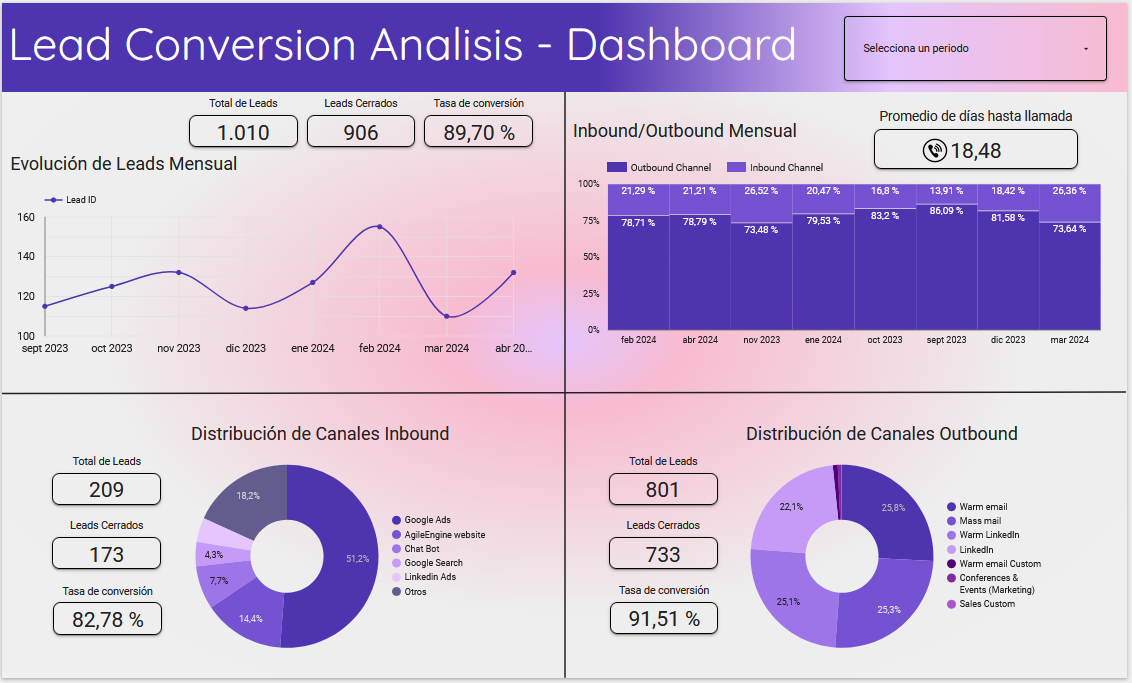 Lead Conversion Analisis - Dashboard
Selecciona un periodo
Total de Leads
1.010
Leads Cerrados
906
Tasa de conversión
89,70 %
Evolución de Leads Mensual
Lead ID
160
140
120
100
sept 2023
oct 2023
nov 2023
dic 2023
ene 2024
feb 2024
mar 2024
abr 20...
Inbound/Outbound Mensual
Promedio de días hasta llamada
18,48
Outbound Channel
Inbound Channel
100%
75%
50%
25%
0%
21,29 %
21,21 %
26,52 %
20,47 %
16,8 %
13,91 %
18,42 %
26,36 %
78,71 %
78,79 %
73,48 %
79,53 %
83,2 %
86,09 %
81,58 %
73,64 %
feb 2024
abr 2024
nov 2023
ene 2024
oct 2023
sept 2023
dic 2023
mar 2024
Distribución de Canales Inbound
Total de Leads
209
Leads Cerrados
173
Tasa de conversión
82,78 %
18,2%
4,3%
7,7%
14,4%
51,2%
Google Ads
AgileEngine website
Chat Bot
Google Search
Linkedin Ads
Otros
Distribución de Canales Outbound
Total de Leads
801
Leads Cerrados
733
Tasa de conversión
91,51 %
22,1%
25,8%
25,1%
25,3%
Warm email
Mass mail
Warm LinkedIn
LinkedIn
Warm email Custom
Conferences &
Events (Marketing)
Sales Custom